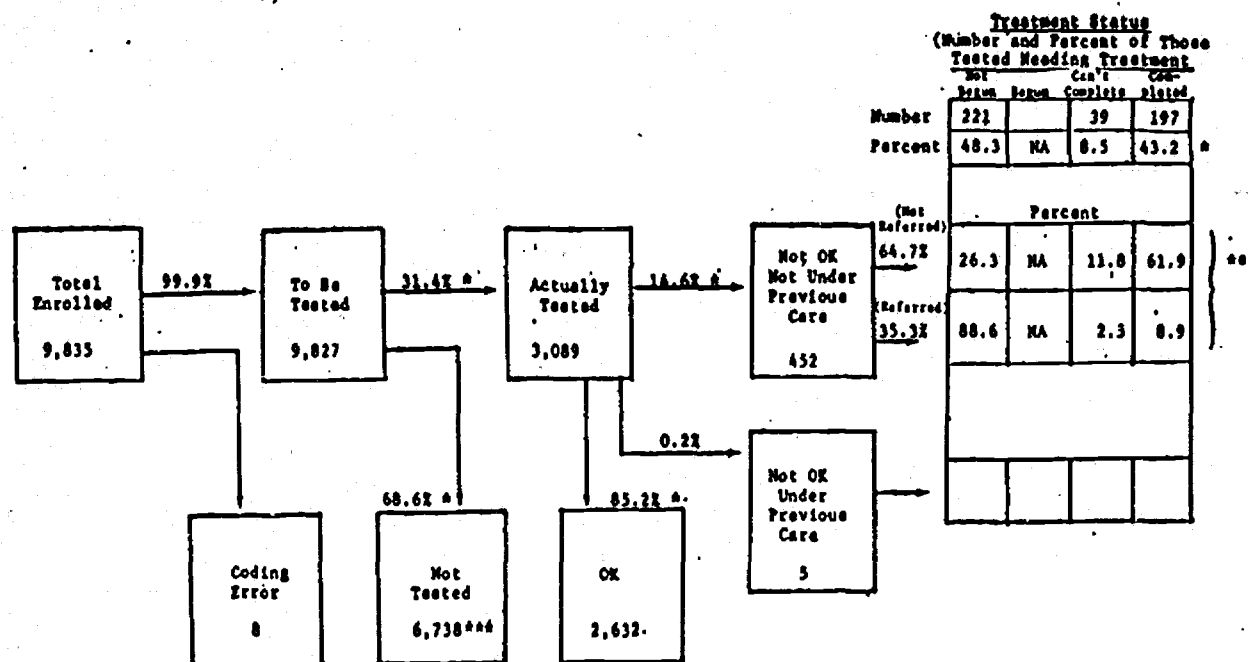 Treatment Status
(Number and Percent of Those
Tested Needing Treatment
Not Begun Begun Can't Complete Com-pleted
Number 221 39 197
Percent 48.3 NA 8.5 43.2 *
Percent
(Not Referred)
64.7%
26.3 NA 11.8 61.9
**
(Referred)
35.3%
88.6 NA 2.5 8.9
Total
Enrolled
9,835
99.9%
To Be
Tested
9,827
31.4% *
Actually
Tested
3,089
14.6% *
Not OK
Not Under
Previous
Care
452
0.2%
Not OK
Under
Previous
Care
5
68.6% *
85.2% *
Coding
Error
8
Not
Tested
6,738***
OK
2,632